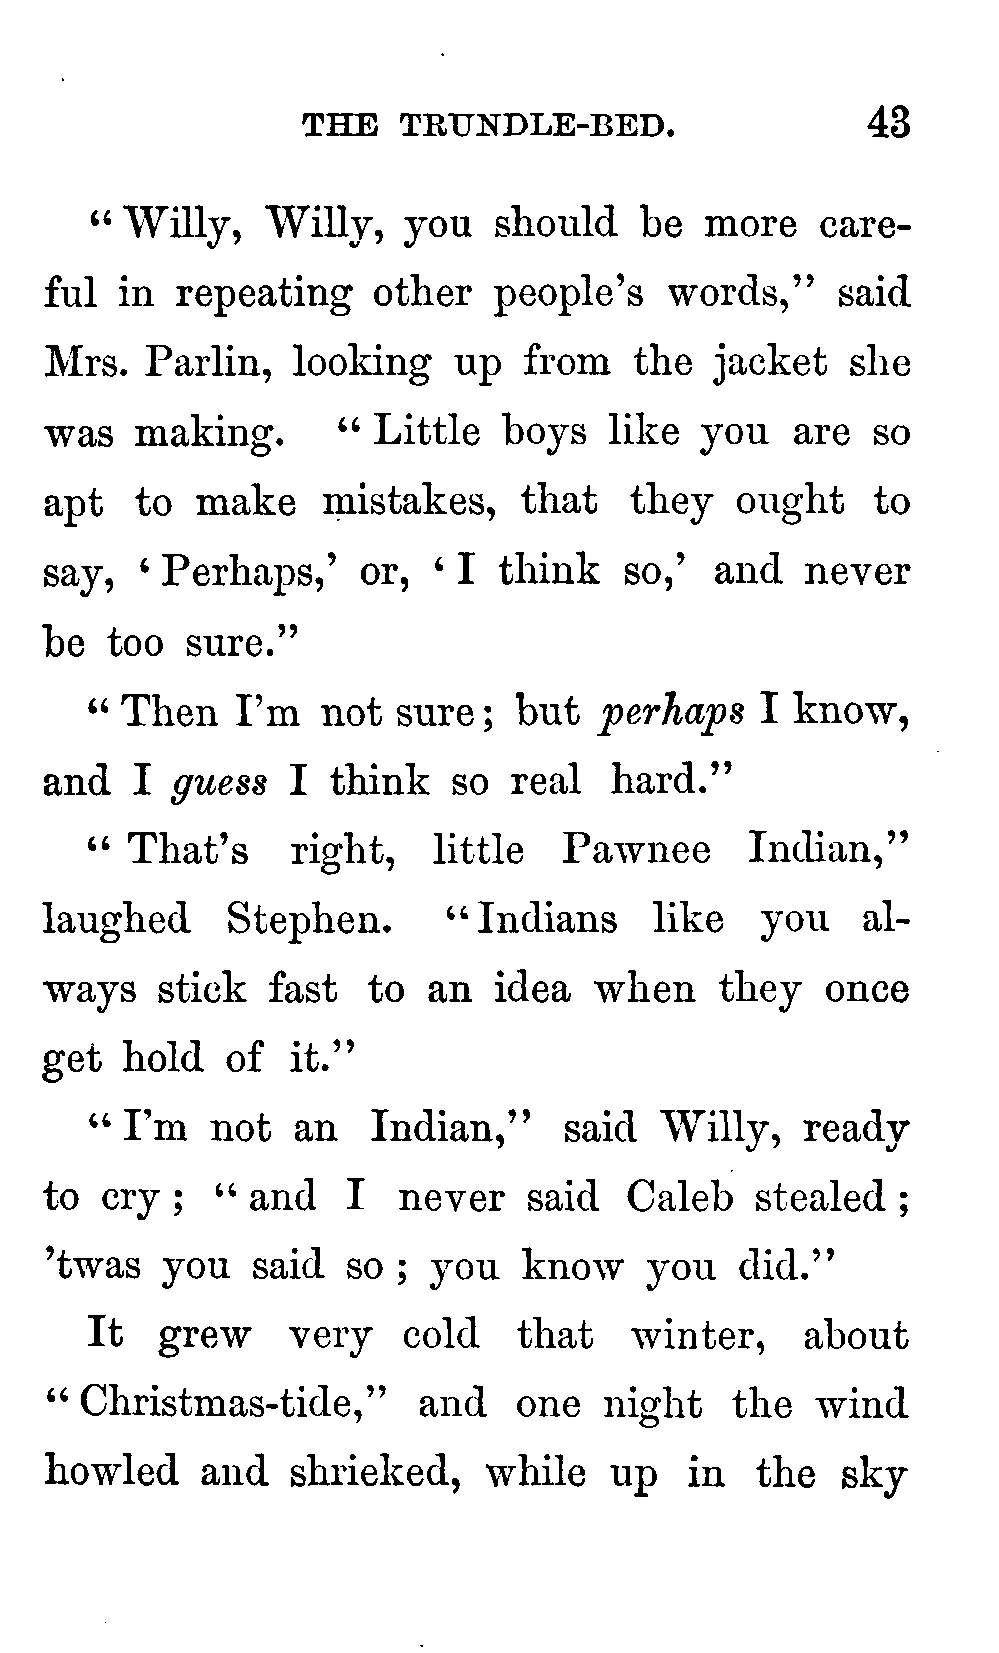 THE TRUNDLE-BED. 43
“Willy, Willy, you should be more care-
ful in repeating other people’s words,” said
Mrs. Parlin, looking up from the jacket she
was making. “Little boys like you are so
apt to make mistakes, that they ought to
say, ‘Perhaps,’ or, ‘I think so,’ and never
be too sure.”
“Then I’m not sure; but perhaps I know,
and I guess I think so real hard.”
“That’s right, little Pawnee Indian,”
laughed Stephen. “Indians like you al-
ways stick fast to an idea when they once
get hold of it.”
“I’m not an Indian,” said Willy, ready
to cry; “and I never said Caleb stealed;
’twas you said so; you know you did.”
It grew very cold that winter, about
“Christmas-tide,” and one night the wind
howled and shrieked, while up in the sky